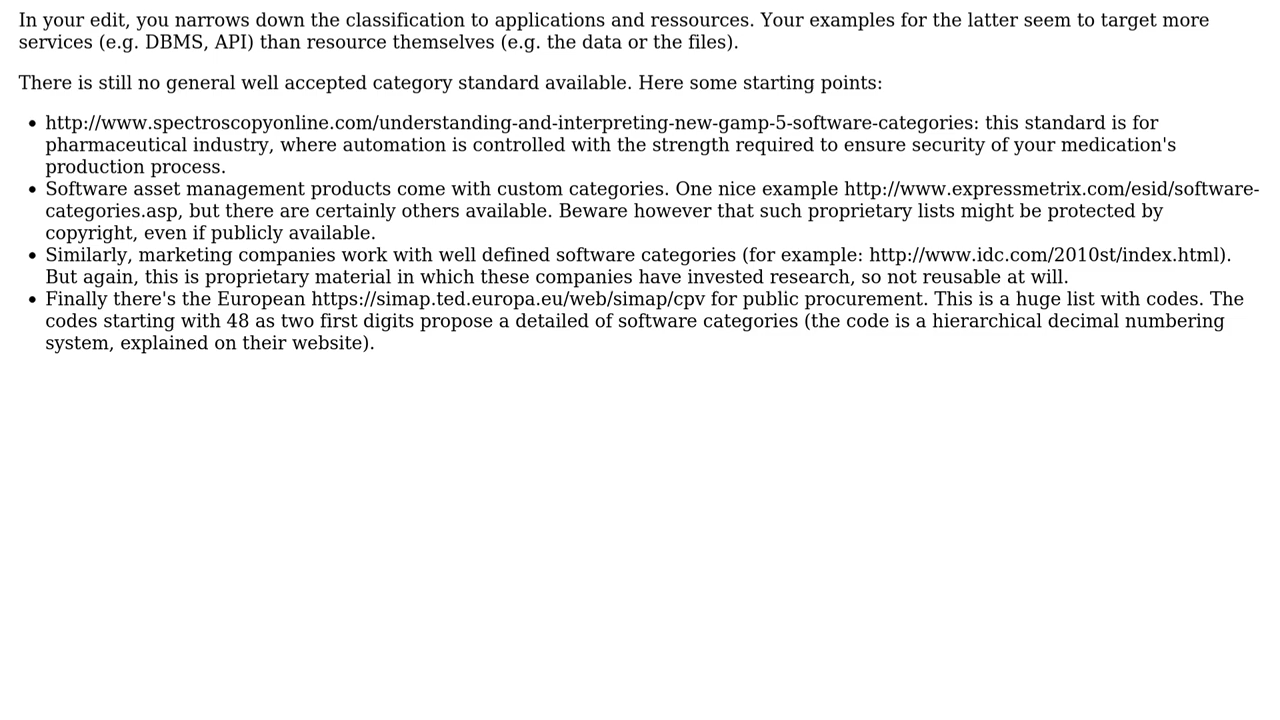 In your edit, you narrows down the classification to applications and ressources. Your examples for the latter seem to target more
services (e.g. DBMS, API) than resource themselves (e.g. the data or the files).
There is still no general well accepted category standard available. Here some starting points:
• http://www.spectroscopyonline.com/understanding-and-interpreting-new-gamp-5-software-categories: this standard is for
pharmaceutical industry, where automation is controlled with the strength required to ensure security of your medication's
production process.
• Software asset management products come with custom categories. One nice example http://www.expressmetrix.com/esid/software-
categories.asp, but there are certainly others available. Beware however that such proprietary lists might be protected by
copyright, even if publicly available.
• Similarly, marketing companies work with well defined software categories (for example: http://www.idc.com/2010st/index.html).
But again, this is proprietary material in which these companies have invested research, so not reusable at will.
• Finally there's the European https://simap.ted.europa.eu/web/simap/cpv for public procurement. This is a huge list with codes. The
codes starting with 48 as two first digits propose a detailed of software categories (the code is a hierarchical decimal numbering
system, explained on their website).